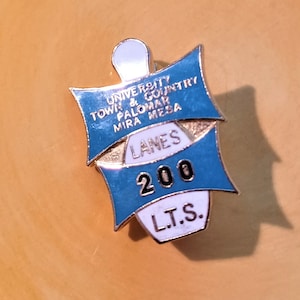 UNIVERSITY
TOWN & COUNTRY
PALOMAR
MIRA MESA
LANES
200
L.T.S.